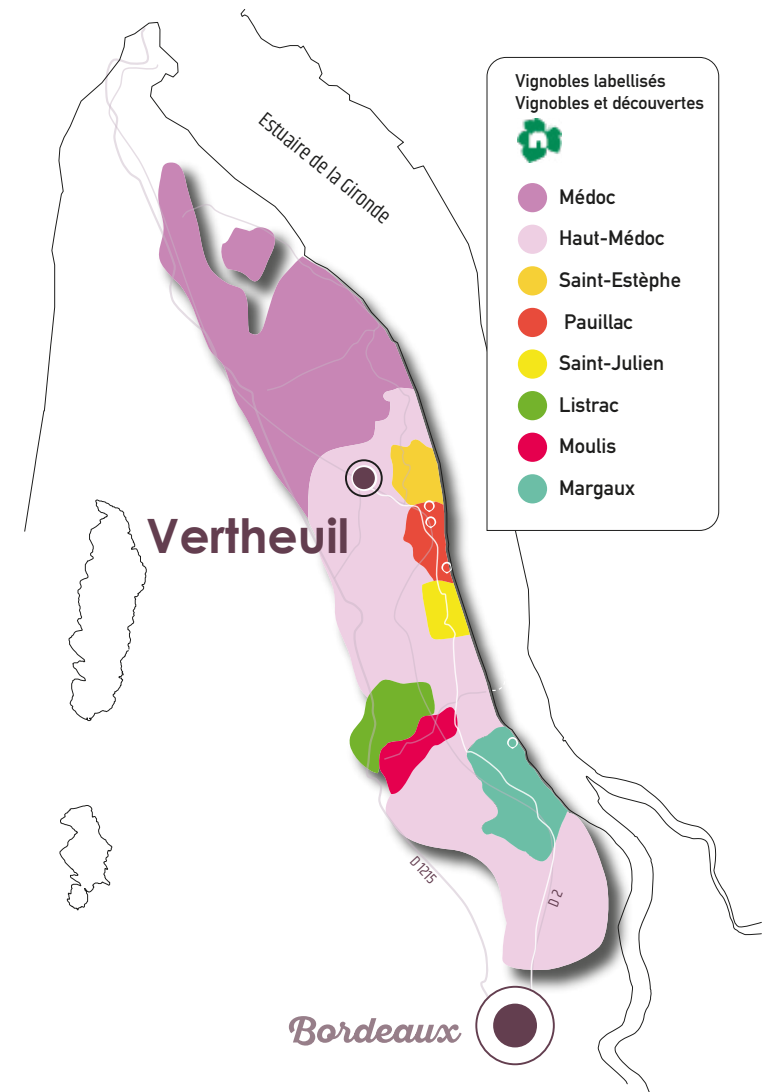 Vignobles labellisés
Vignobles et découvertes
Estuaire de la Gironde
Médoc
Haut-Médoc
Saint-Estèphe
Pauillac
Saint-Julien
Listrac
Moulis
Margaux
Vertheuil
D 1215
D 2
Bordeaux